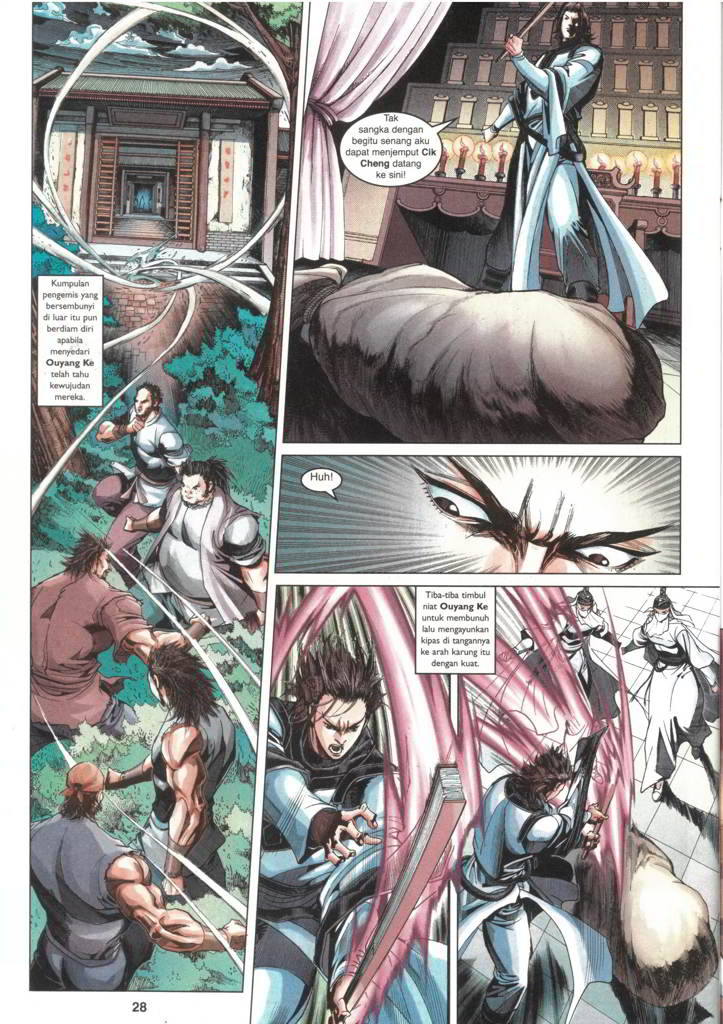 Kumpulan
pengemis yang
bersembunyi
di luar itu pun
berdiam diri
apabila
menyedari
Ouyang Ke
telah tahu
kewujudan
mereka.
Tak
sangka dengan
begitu senang aku
dapat menjemput Cik
Cheng datang
ke sini!
Huh!
Tiba-tiba timbul
niat Ouyang Ke
untuk membunuh
lalu mengayunkan
kipas di tangannya
ke arah karung itu
dengan kuat.
28